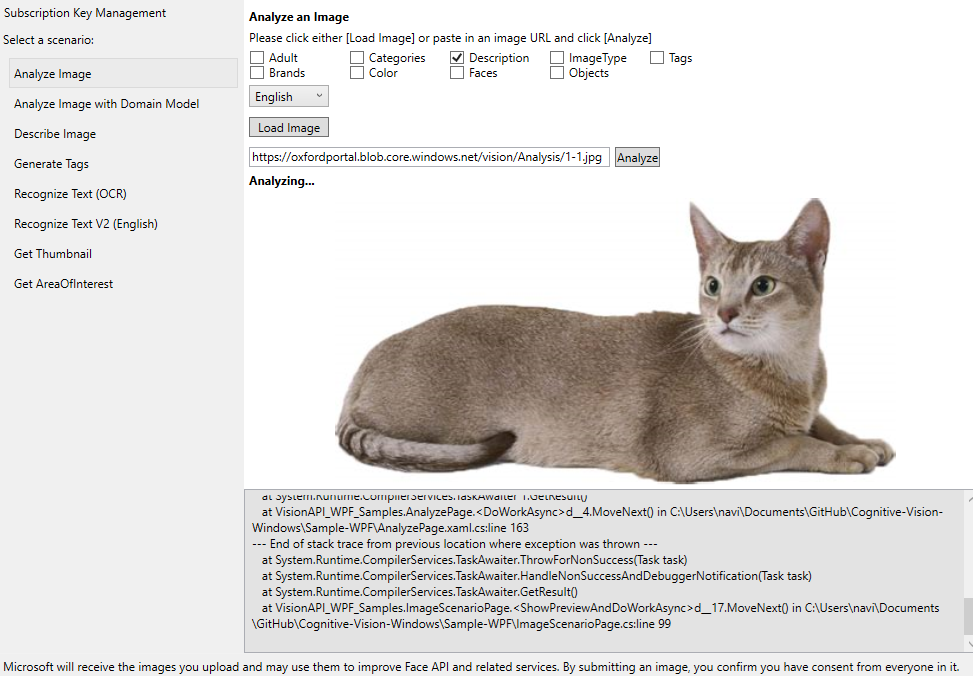 Subscription Key Management
Select a scenario:
Analyze Image
Analyze Image with Domain Model
Describe Image
Generate Tags
Recognize Text (OCR)
Recognize Text V2 (English)
Get Thumbnail
Get AreaOfInterest
Analyze an Image
Please click either [Load Image] or paste in an image URL and click [Analyze]
Adult Categories Description ImageType Tags
Brands Color Faces Objects
English
Load Image
https://oxfordportal.blob.core.windows.net/vision/Analysis/1-1.jpg Analyze
Analyzing...
at System.Runtime.CompilerServices.TaskAwaiter`1.GetResult()
at VisionAPI_WPF_Samples.AnalyzePage.<DoWorkAsync>d__4.MoveNext() in C:\Users\navi\Documents\GitHub\Cognitive-Vision-
Windows\Sample-WPF\AnalyzePage.xaml.cs:line 163
--- End of stack trace from previous location where exception was thrown ---
at System.Runtime.CompilerServices.TaskAwaiter.ThrowForNonSuccess(Task task)
at System.Runtime.CompilerServices.TaskAwaiter.HandleNonSuccessAndDebuggerNotification(Task task)
at System.Runtime.CompilerServices.TaskAwaiter.GetResult()
at VisionAPI_WPF_Samples.ImageScenarioPage.<ShowPreviewAndDoWorkAsync>d__17.MoveNext() in C:\Users\navi\Documents
\GitHub\Cognitive-Vision-Windows\Sample-WPF\ImageScenarioPage.cs:line 99
Microsoft will receive the images you upload and may use them to improve Face API and related services. By submitting an image, you confirm you have consent from everyone in it.